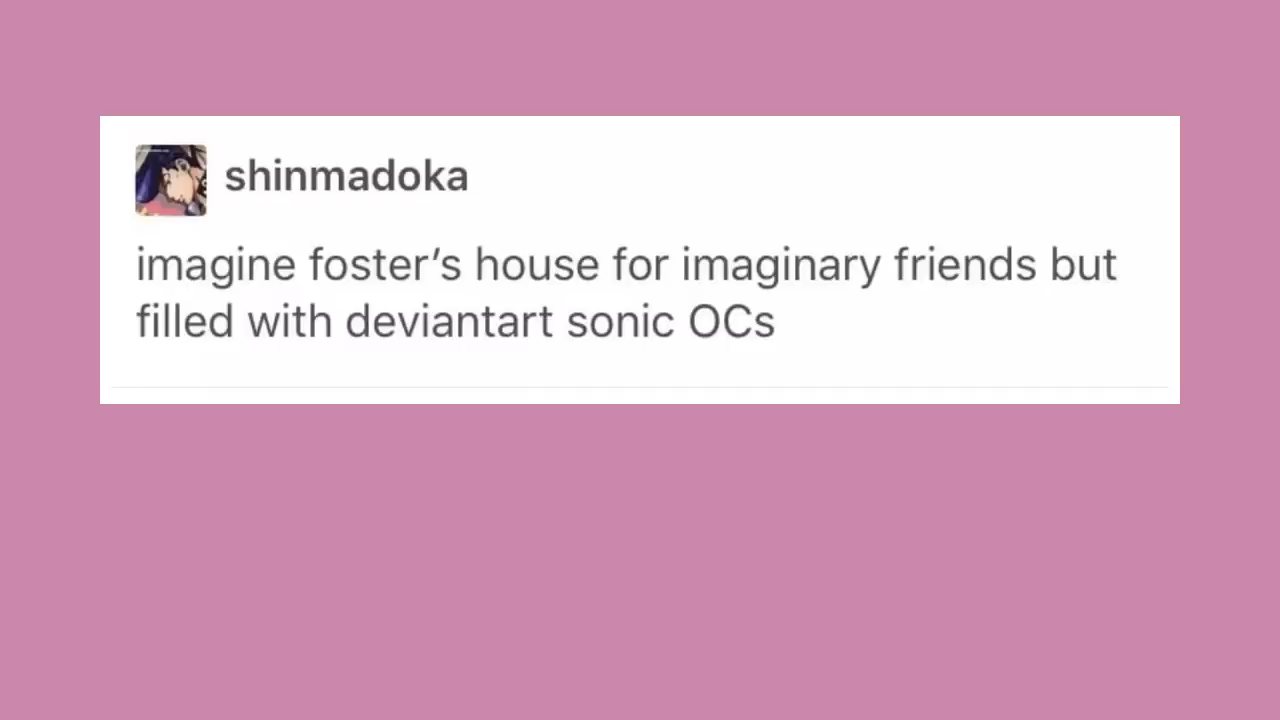 shinmadoka
imagine foster’s house for imaginary friends but
filled with deviantart sonic OCs